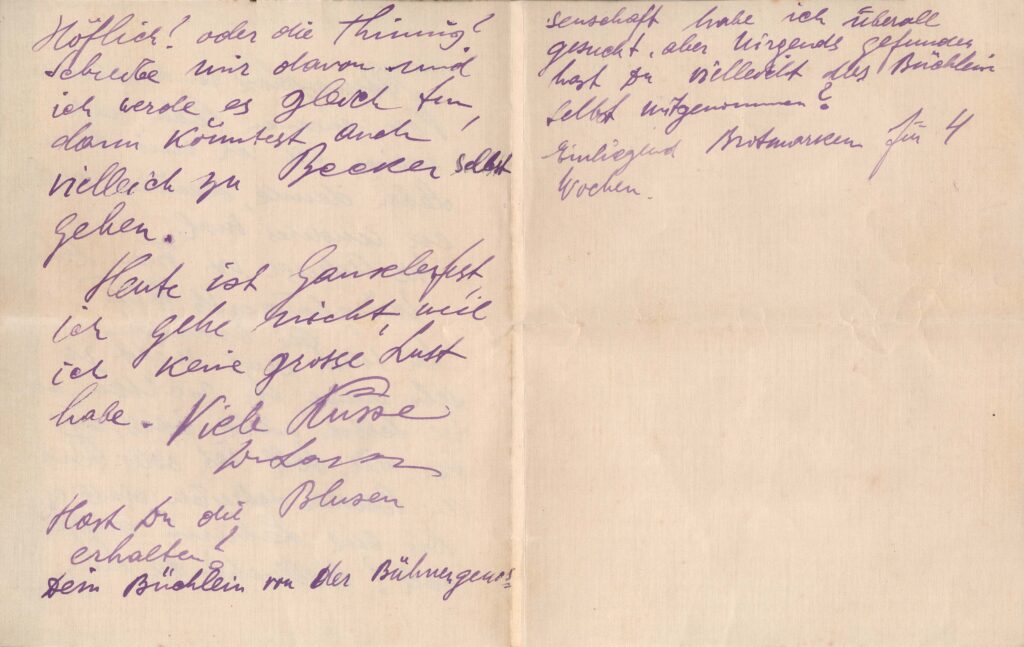 Höflich! oder die Thimig?
Schreibe mir davon und
ich werde es gleich tun,
dann könntest auch
vielleich zu Becker selbst
gehen.
Heute ist Gauklerfest,
ich gehe nicht, weil
ich keine grosse Lust
habe. Viele Küsse
Hast Du die Blusen
erhalten?
Dein Büchlein von der Bühnengenos=
senschaft habe ich überall
gesucht, aber Nirgends gefunden
hast Du vielleicht das Büchlein
selbst mitgenommen?
Einliegend Brotmarken für 4
Wochen.